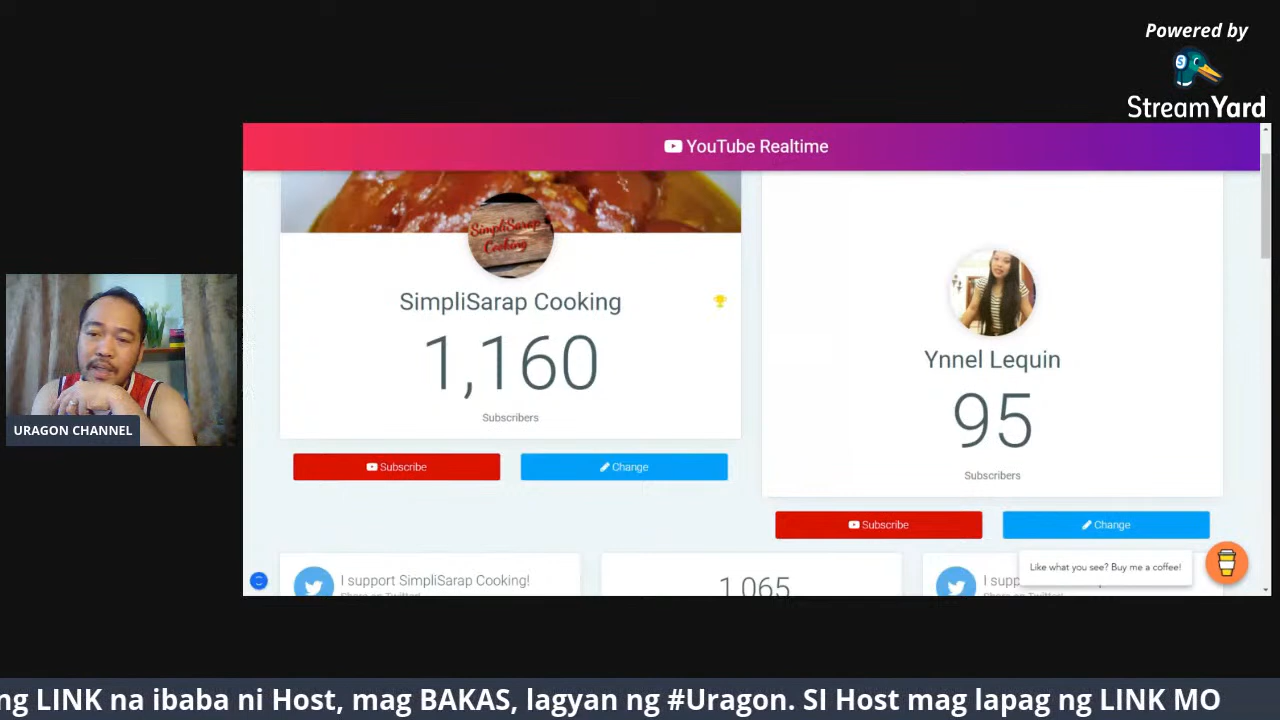 Powered by
StreamYard
YouTube Realtime
SimpliSarap
Cooking
SimpliSarap Cooking
1,160
Subscribers
Subscribe
Change
Ynnel Lequin
95
Subscribers
Subscribe
Change
URAGON CHANNEL
I support SimpliSarap Cooking!
1,065
I sup
Like what you see? Buy me a coffee!
ng LINK na ibaba ni Host, mag BAKAS, lagyan ng #Uragon. SI Host mag lapag ng LINK MO